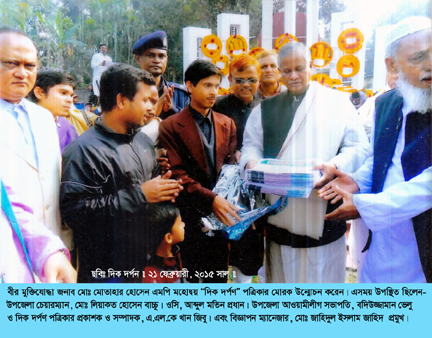 ছবিঃ দিক দর্পন ॥ ২১ ফেব্রুয়ারী, ২০১৫ সাল ॥
বীর মুক্তিযোদ্ধা জনাব মোঃ মোতাহার হোসেন এমপি মহোদয় “দিক দর্পণ” পত্রিকার মোরক উন্মোচন করেন। এসময় উপস্থিত ছিলেন-
উপজেলা চেয়ারম্যান, মোঃ লিয়াকত হোসেন বাচ্চু। ওসি, আব্দুল মতিন প্রধান। উপজেলা আওয়ামীলীগ সভাপতি, বদিউজ্জামান ভেলু
ও দিক দর্পণ পত্রিকার প্রকাশক ও সম্পাদক, এ,এল,কে খান জিবু। এবং বিজ্ঞাপন ম্যানেজার, মোঃ জাহিদুল ইসলাম জাহিদ প্রমুখ।